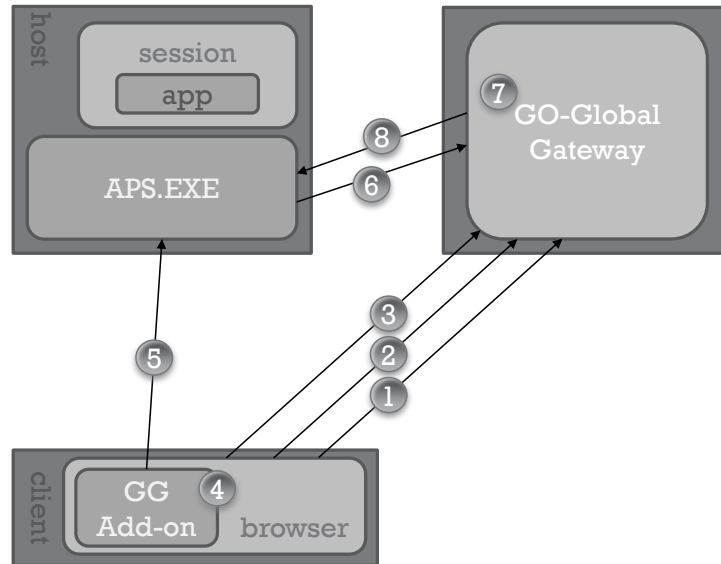 host
session
app
APS.EXE
7
GO-Global
Gateway
8
6
5
3
2
1
client
GG
Add-on
4
browser